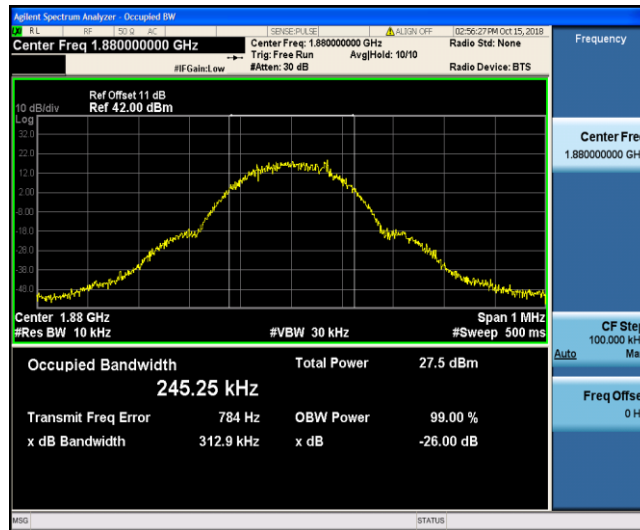 Agilent Spectrum Analyzer - Occupied BW
RL RF 50 Ω AC SENSE:PULSE ALIGN OFF 02:56:27 PM Oct 15, 2018
Center Freq 1.880000000 GHz
Center Freq: 1.880000000 GHz
Radio Std: None
Trig: Free Run Avg|Hold: 10/10
#IFGain:Low
#Atten: 30 dB
Radio Device: BTS
Frequency
Ref Offset 11 dB
10 dB/div Ref 42.00 dBm
Log
32.0
22.0
12.0
2.00
-8.00
-18.0
-28.0
-38.0
-48.0
Center 1.88 GHz Span 1 MHz
#Res BW 10 kHz #VBW 30 kHz #Sweep 500 ms
Occupied Bandwidth Total Power 27.5 dBm
245.25 kHz
Transmit Freq Error 784 Hz OBW Power 99.00 %
x dB Bandwidth 312.9 kHz x dB -26.00 dB
Center Fre
1.880000000 GH
CF Step
100.000 kH
Auto Ma
Freq Offse
0 H
MSG STATUS